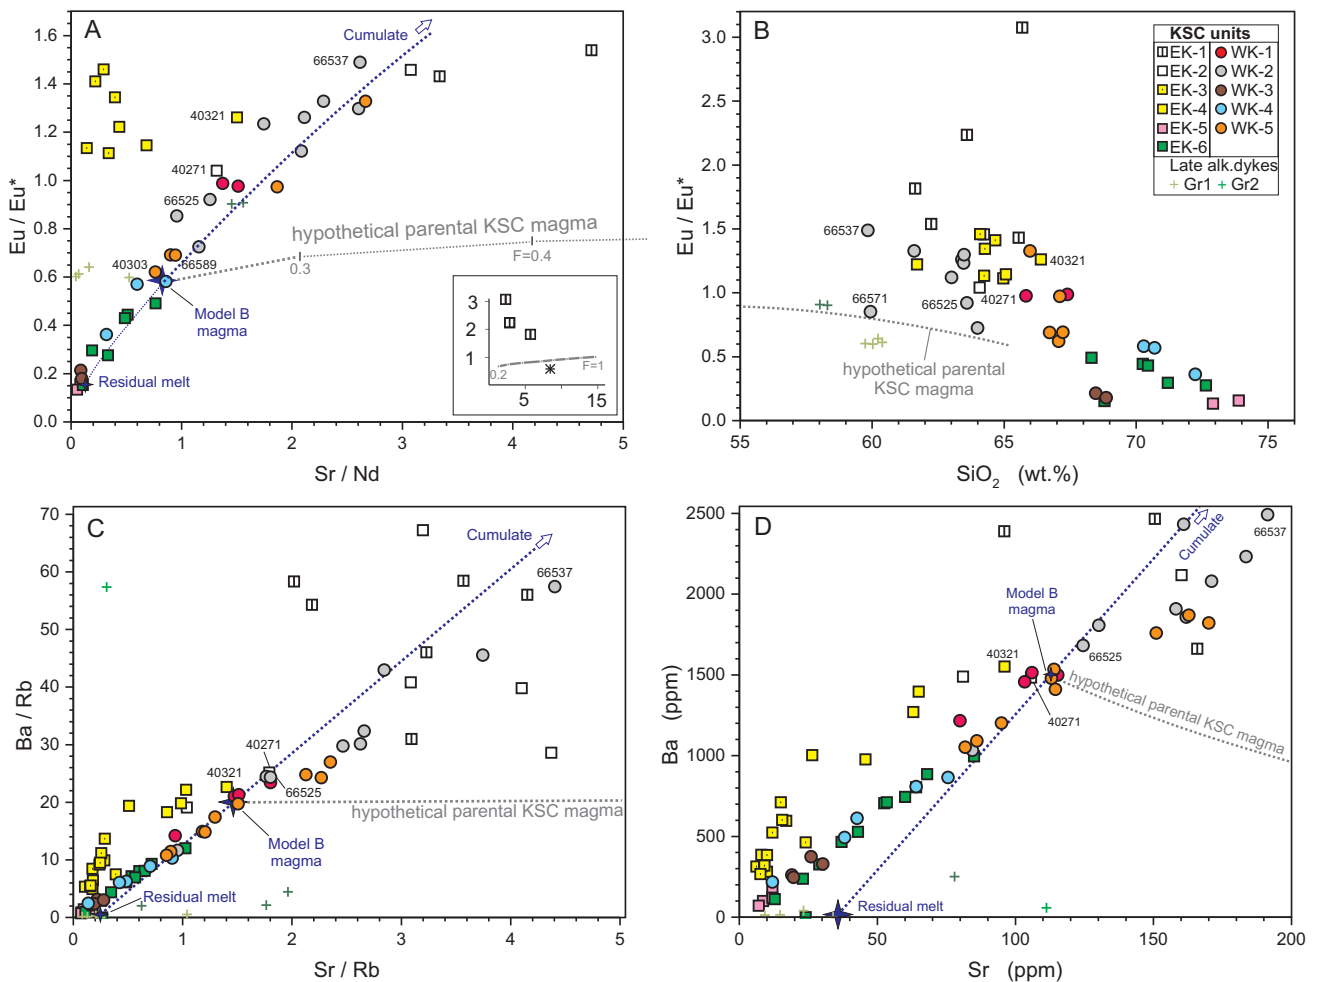 A
Cumulate
66537
40321
40271
66525
hypothetical parental KSC magma
0.3
F=0.4
40303
66589
Model B
magma
Residual melt
3
2
1
0.2
F=1
5
15
1.6
1.4
1.2
1.0
0.8
0.6
0.4
0.2
0.0
Eu / Eu*
0
1
2
3
4
5
Sr / Nd
B
KSC units
EK-1 WK-1
EK-2 WK-2
EK-3 WK-3
EK-4 WK-4
EK-5 WK-5
EK-6
Late alk.dykes
+ Gr1 + Gr2
66537
40321
66571
66525
40271
hypothetical parental
KSC magma
3.0
2.5
2.0
1.5
1.0
0.5
0.0
Eu / Eu*
55
60
65
70
75
SiO2 (wt.%)
C
Cumulate
66537
40271
40321
66525
hypothetical parental KSC magma
Model B
magma
Residual melt
70
60
50
40
30
20
10
0
Ba / Rb
0
1
2
3
4
5
Sr / Rb
D
Cumulate
66537
Model B
magma
40321
66525
hypothetical parental KSC magma
40271
Residual melt
2500
2000
1500
1000
500
0
Ba (ppm)
0
50
100
150
200
Sr (ppm)